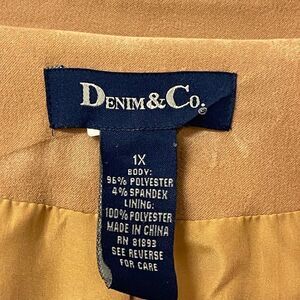 DENIM & CO.
1X
BODY:
96% POLYESTER
4% SPANDEX
LINING:
100% POLYESTER
MADE IN CHINA
RN 81893
SEE REVERSE
FOR CARE